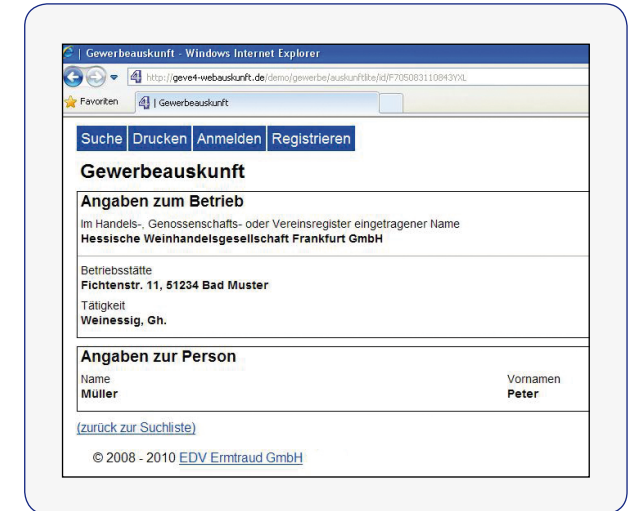 | Gewerbeauskunft - Windows Internet Explorer
http://geve4-webauskunft.de/demo/gewerbe/auskunftlite/id/F705083110843YXL
Favoriten | Gewerbeauskunft
Suche Drucken Anmelden Registrieren
Gewerbeauskunft
Angaben zum Betrieb
Im Handels-, Genossenschafts- oder Vereinsregister eingetragener Name
Hessische Weinhandelsgesellschaft Frankfurt GmbH
Betriebsstätte
Fichtenstr. 11, 51234 Bad Muster
Tätigkeit
Weinessig, Gh.
Angaben zur Person
Name Vornamen
Müller Peter
(zurück zur Suchliste)
© 2008 - 2010 EDV Ermtraud GmbH